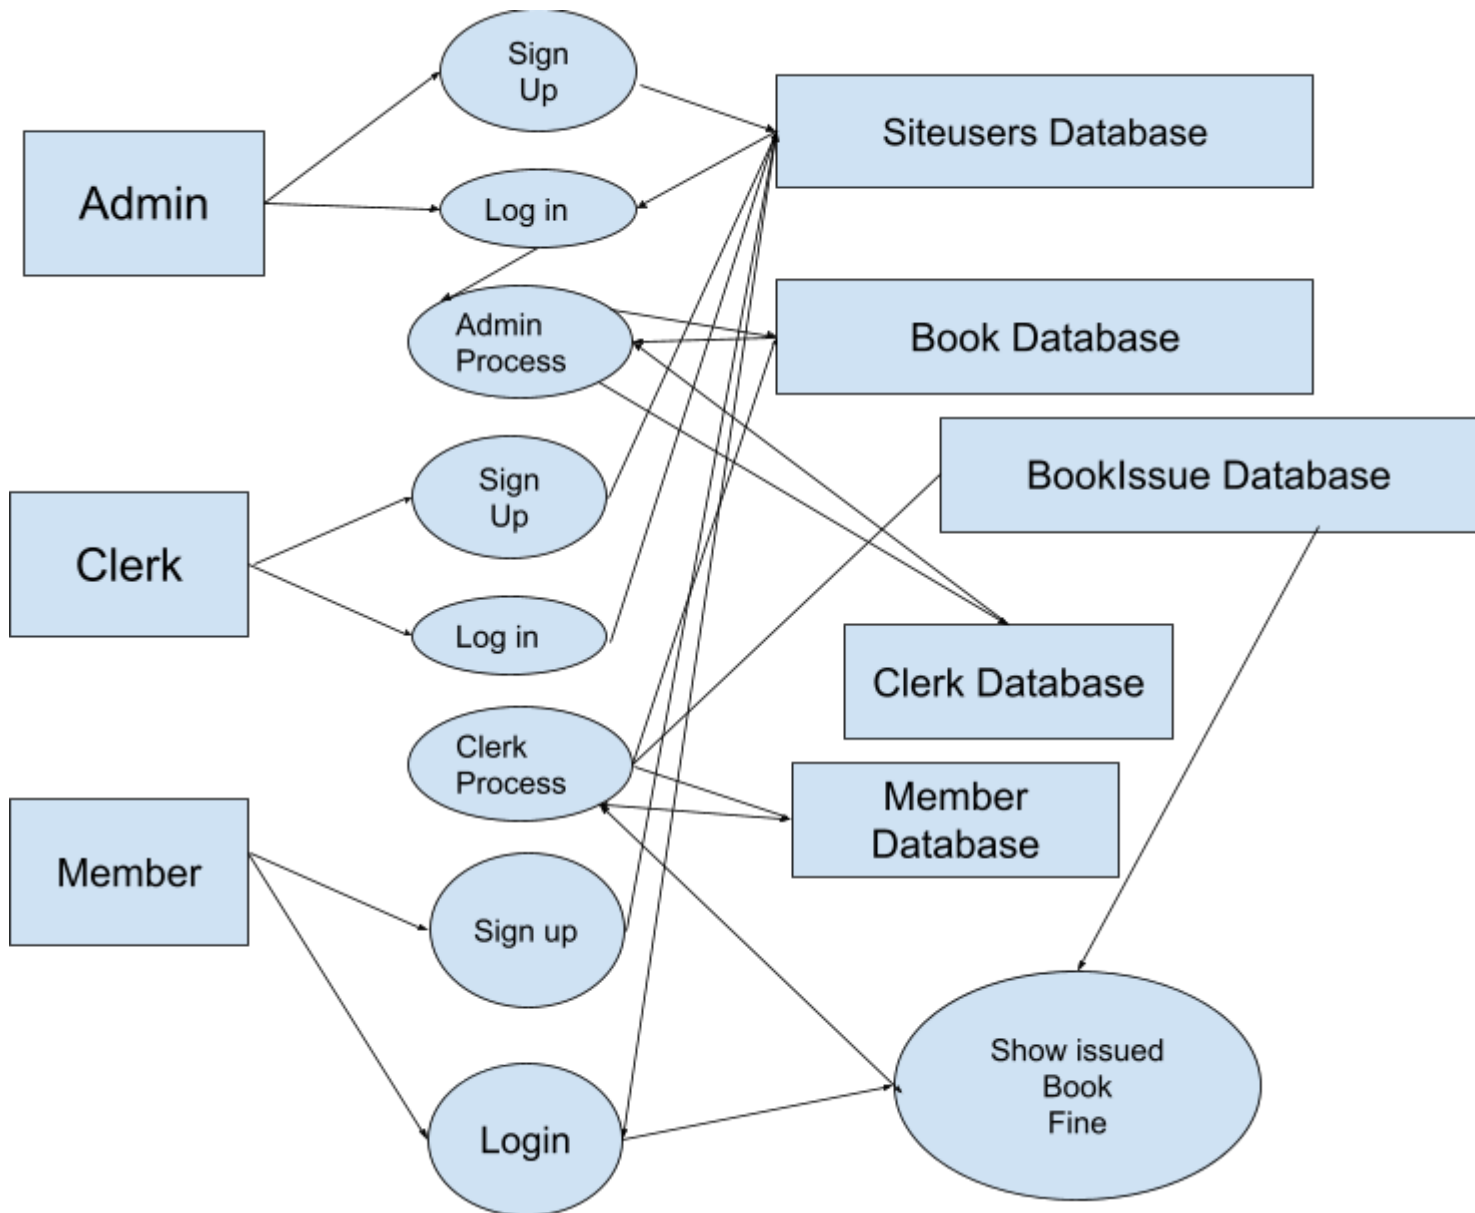 Sign
Up
Siteusers Database
Admin
Log in
Admin
Process
Book Database
BookIssue Database
Sign
Up
Clerk
Log in
Clerk Database
Clerk
Process
Member
Database
Member
Sign up
Show issued
Book
Fine
Login